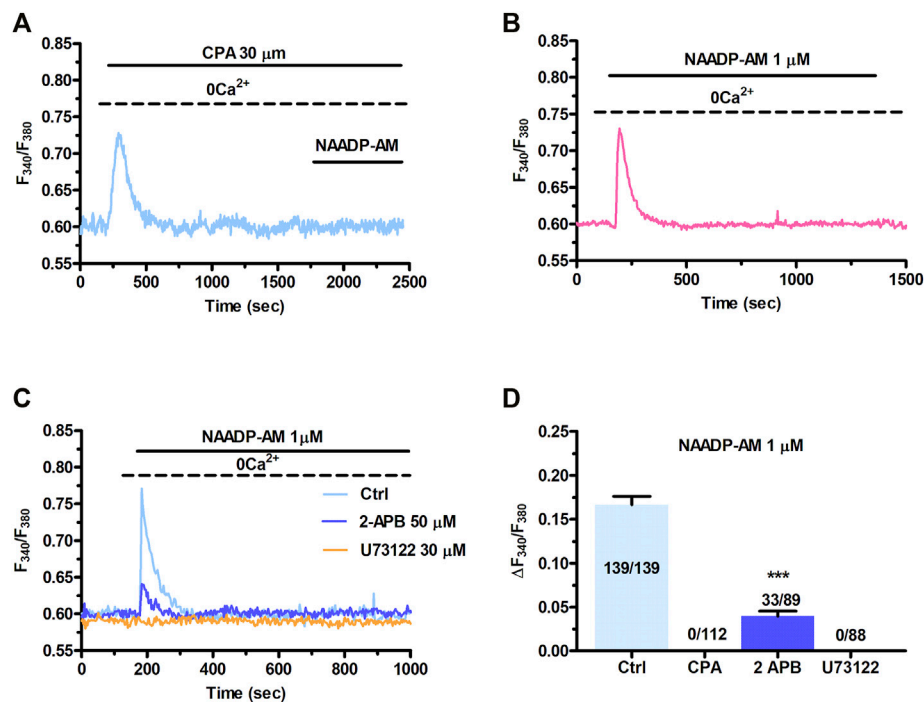 A
CPA 30 μm
0Ca²⁺
NAADP-AM
F₃₄₀/F₃₈₀
0.85
0.80
0.75
0.70
0.65
0.60
0.55
0 500 1000 1500 2000 2500
Time (sec)
B
NAADP-AM 1 μM
0Ca²⁺
F₃₄₀/F₃₈₀
0.85
0.80
0.75
0.70
0.65
0.60
0.55
0 500 1000 1500
Time (sec)
C
NAADP-AM 1μM
0Ca²⁺
Ctrl
2-APB 50 μM
U73122 30 μM
F₃₄₀/F₃₈₀
0.85
0.80
0.75
0.70
0.65
0.60
0.55
0 200 400 600 800 1000
Time (sec)
D
NAADP-AM 1 μM
ΔF₃₄₀/F₃₈₀
0.25
0.20
0.15
0.10
0.05
0.00
139/139
0/112
***
33/89
0/88
Ctrl CPA 2 APB U73122